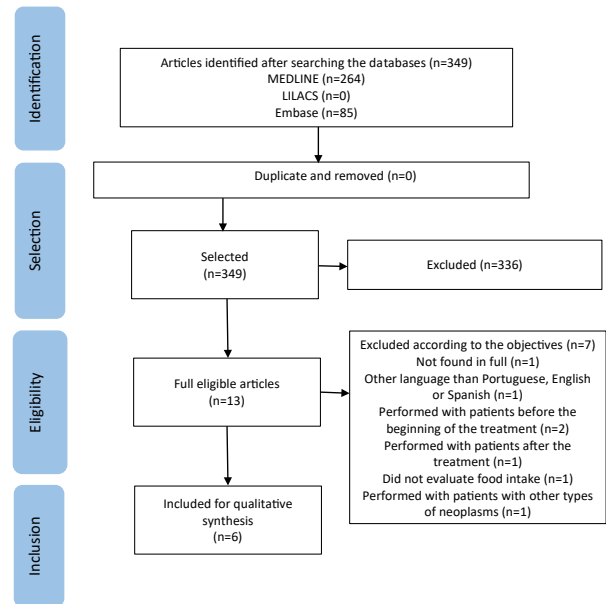 Identification
Articles identified after searching the databases (n=349)
MEDLINE (n=264)
LILACS (n=0)
Embase (n=85)
Selection
Duplicate and removed (n=0)
Selected
(n=349)
Excluded (n=336)
Eligibility
Full eligible articles
(n=13)
Excluded according to the objectives (n=7)
Not found in full (n=1)
Other language than Portuguese, English
or Spanish (n=1)
Performed with patients before the
beginning of the treatment (n=2)
Performed with patients after the
treatment (n=1)
Did not evaluate food intake (n=1)
Performed with patients with other types
of neoplasms (n=1)
Inclusion
Included for qualitative
synthesis
(n=6)